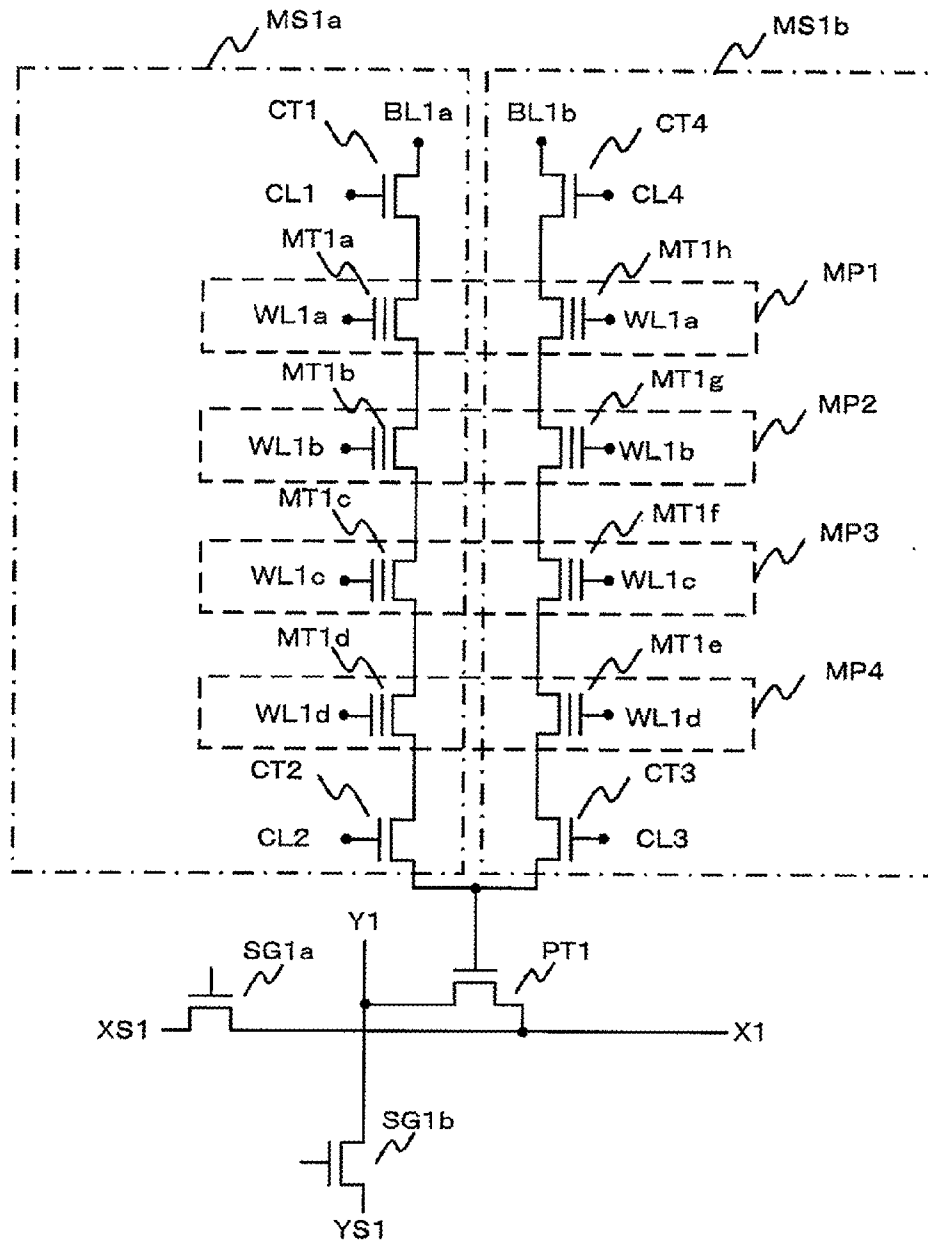 MS1a MS1b
CT1 BL1a BL1b CT4
CL1 CL4
MT1a MT1h MP1
WL1a WL1a
MT1b MT1g MP2
WL1b WL1b
MT1c MT1f MP3
WL1c WL1c
MT1d MT1e MP4
WL1d WL1d
CT2 CT3
CL2 CL3
Y1
SG1a PT1
XS1 X1
SG1b
YS1